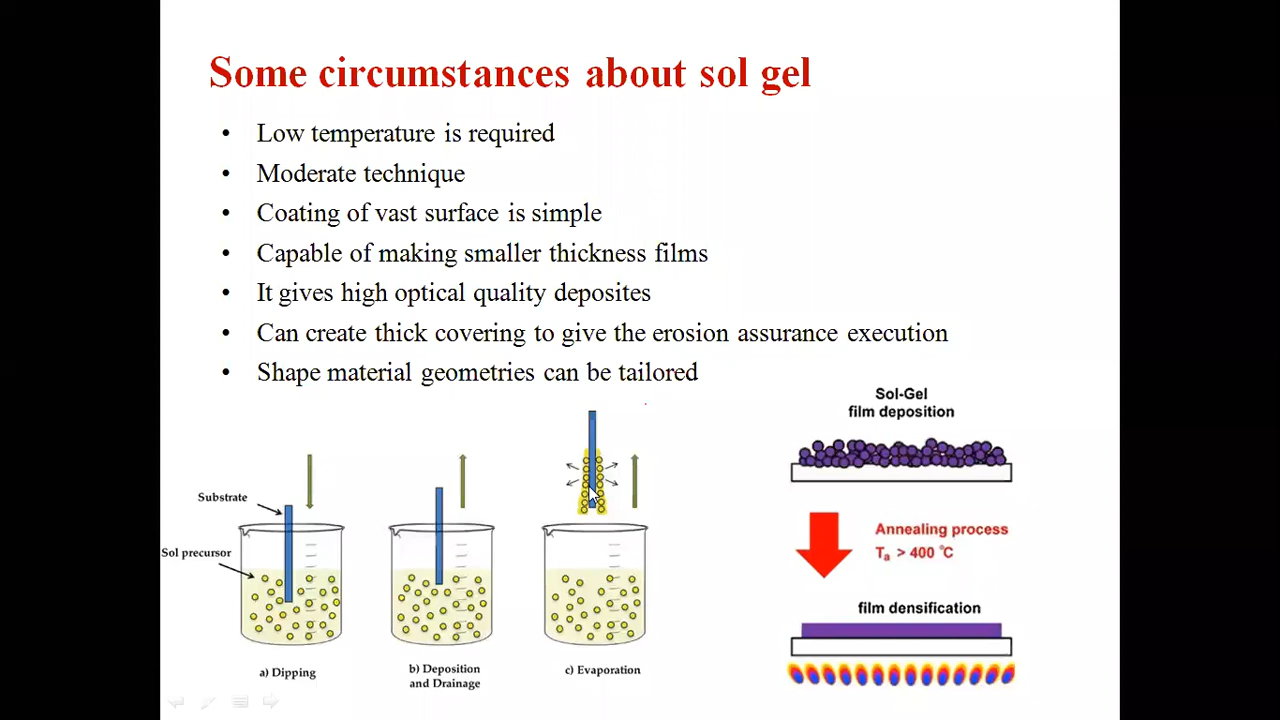 Some circumstances about sol gel
• Low temperature is required
• Moderate technique
• Coating of vast surface is simple
• Capable of making smaller thickness films
• It gives high optical quality deposites
• Can create thick covering to give the erosion assurance execution
• Shape material geometries can be tailored
Substrate
Sol precursor
a) Dipping
b) Deposition
and Drainage
c) Evaporation
Sol-Gel
film deposition
Annealing process
Ta > 400 °C
film densification